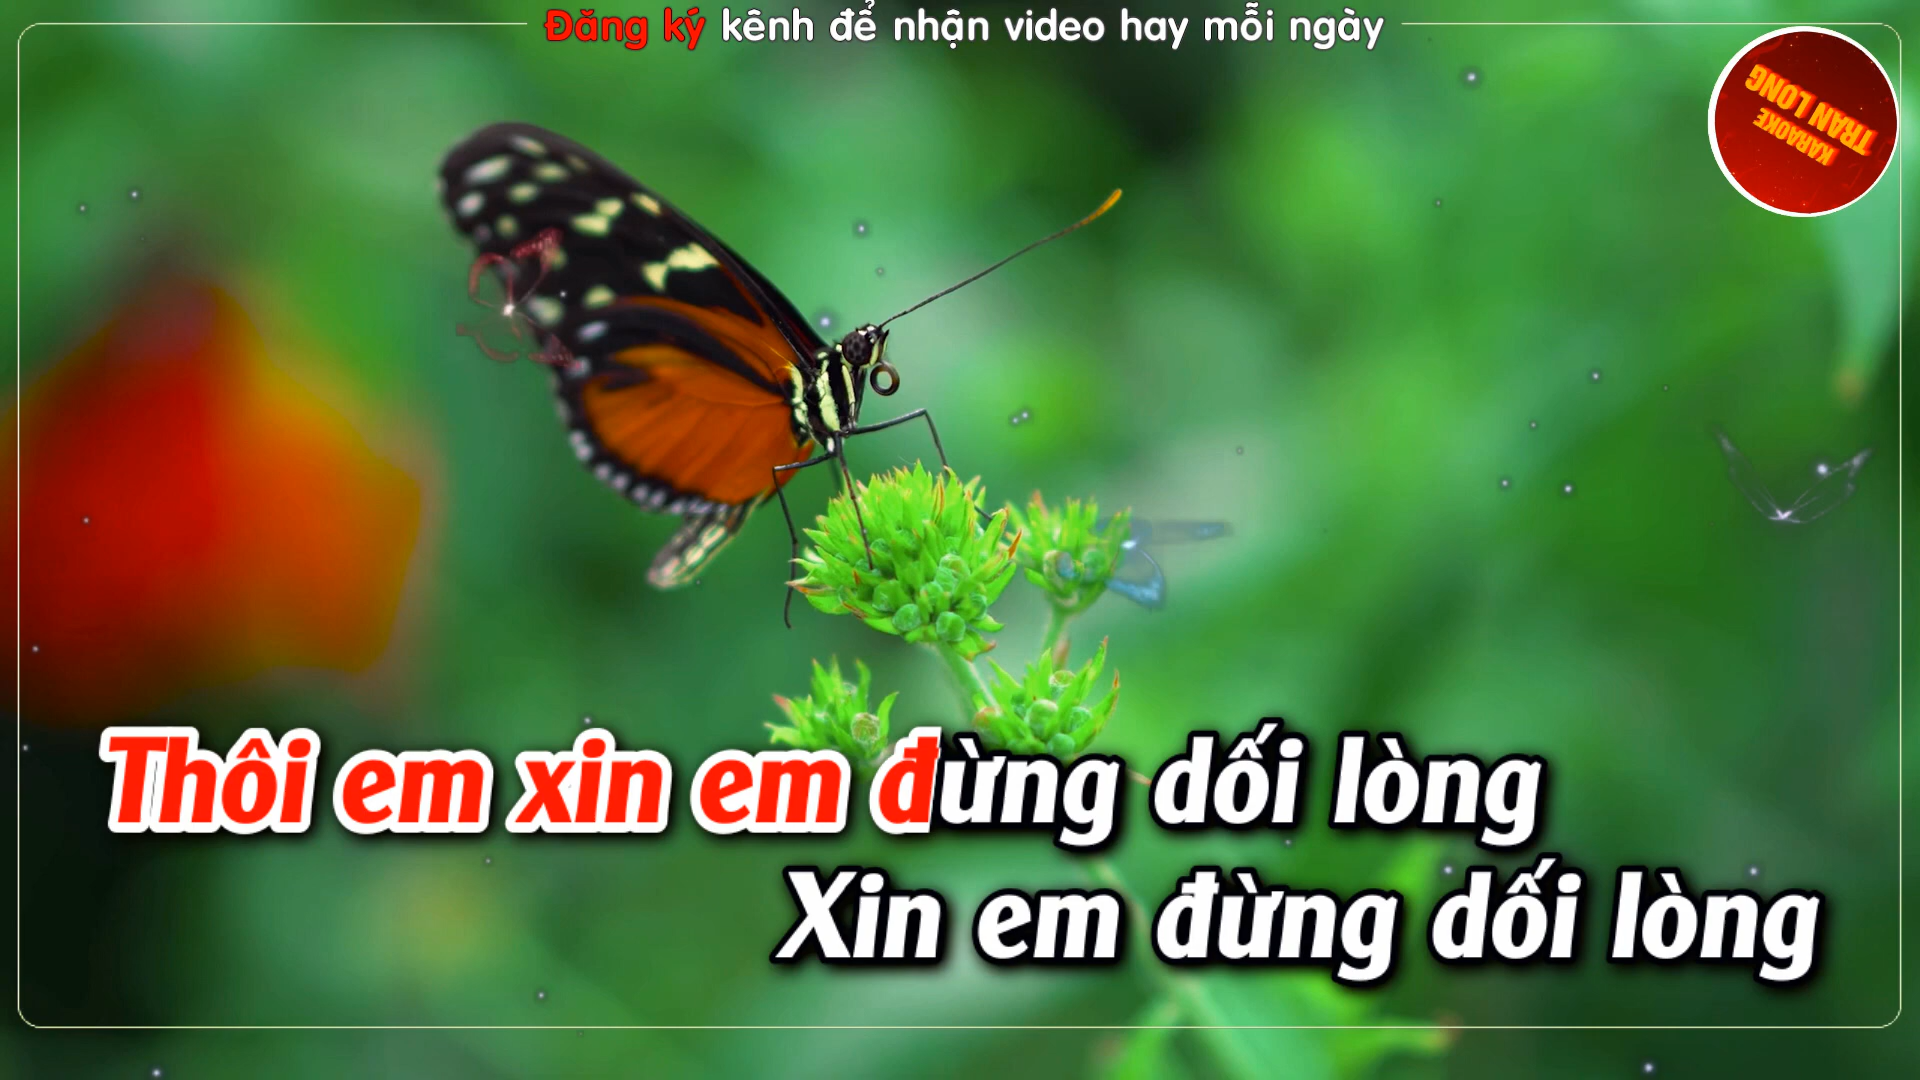 Đăng ký kênh để nhận video hay mỗi ngày
KARAOKE
TRAN LONG
Thôi em xin em đừng dối lòng
Xin em đừng dối lòng